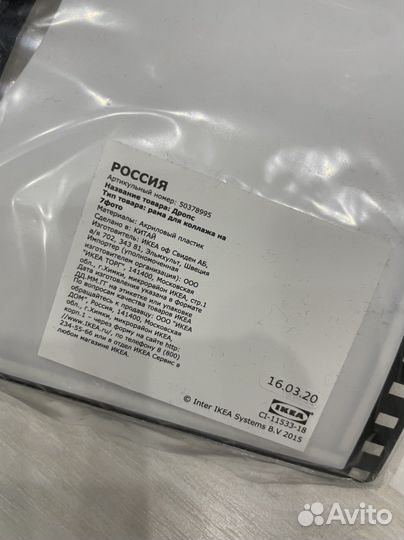 РОССИЯ
Артикульный номер: 50378995
Название товара: Дропс
Тип товара: рама для коллажа на
7фото
Материалы: Акриловый пластик
Сделано в: КИТАЙ
Изготовитель: ИКЕА оф Свиден АБ,
а/я 702, 343 81, Эльмхульт, Швеция
Импортер (уполномоченная
изготовителем организация): ООО
"ИКЕА ТОРГ", 141400, Московская
обл., г.Химки, микрорайон ИКЕА, стр.1
Дата изготовления указана в формате
ДД.ММ.ГГ на этикетке или упаковке
По вопросам качества товаров ИКЕА
обращайтесь к продавцу: ООО "ИКЕА
ДОМ", Россия, 141400, Московская
обл., г.Химки, микрорайон ИКЕА,
корп.1 – через форму на сайте http:
//www.IKEA.ru/, по телефону 8 (800)
234-55-66 или в отдел ИКЕА Сервис в
любом магазине ИКЕА.
16.03.20
IKEA
CI-11533-18
© Inter IKEA Systems B.V 2015
Avito